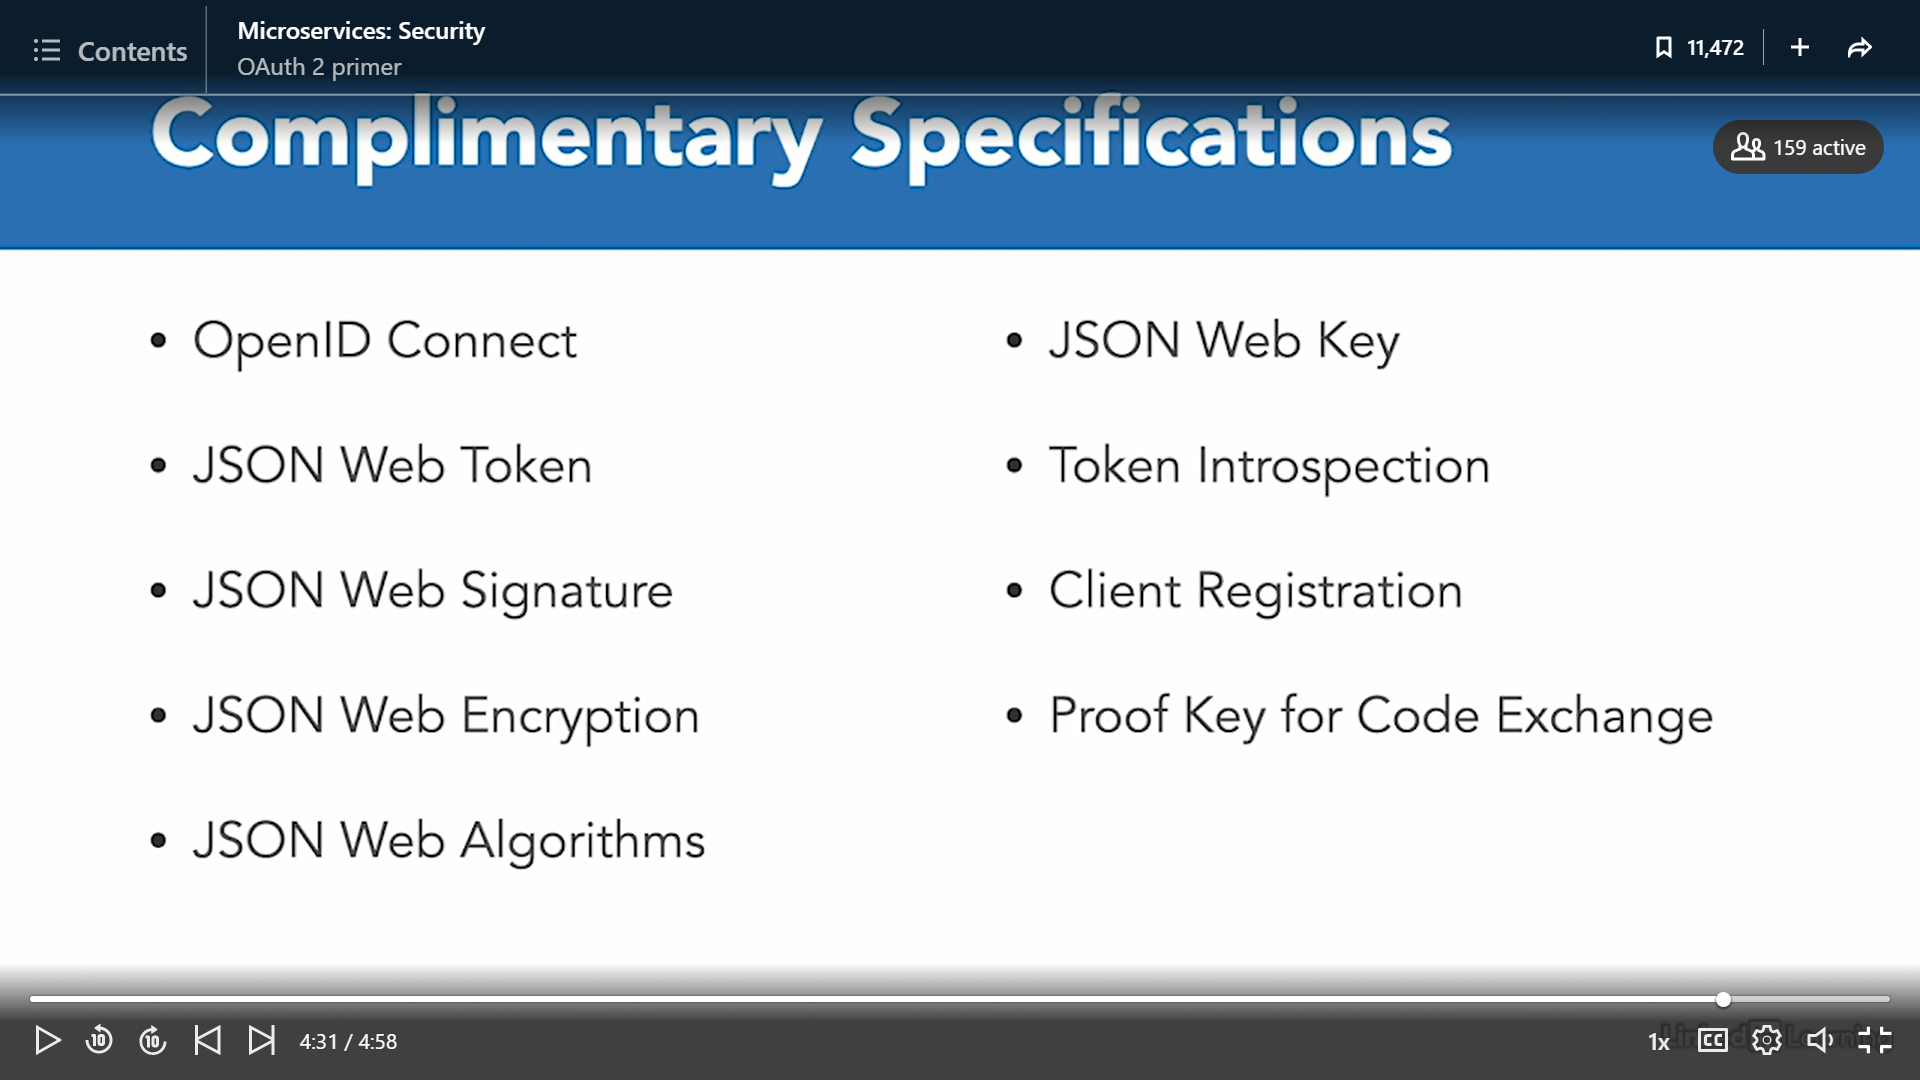 Contents
Microservices: Security
OAuth 2 primer
11,472
Complimentary Specifications
159 active
• OpenID Connect
• JSON Web Token
• JSON Web Signature
• JSON Web Encryption
• JSON Web Algorithms
• JSON Web Key
• Token Introspection
• Client Registration
• Proof Key for Code Exchange
10
10
4:31 / 4:58
1x
CC